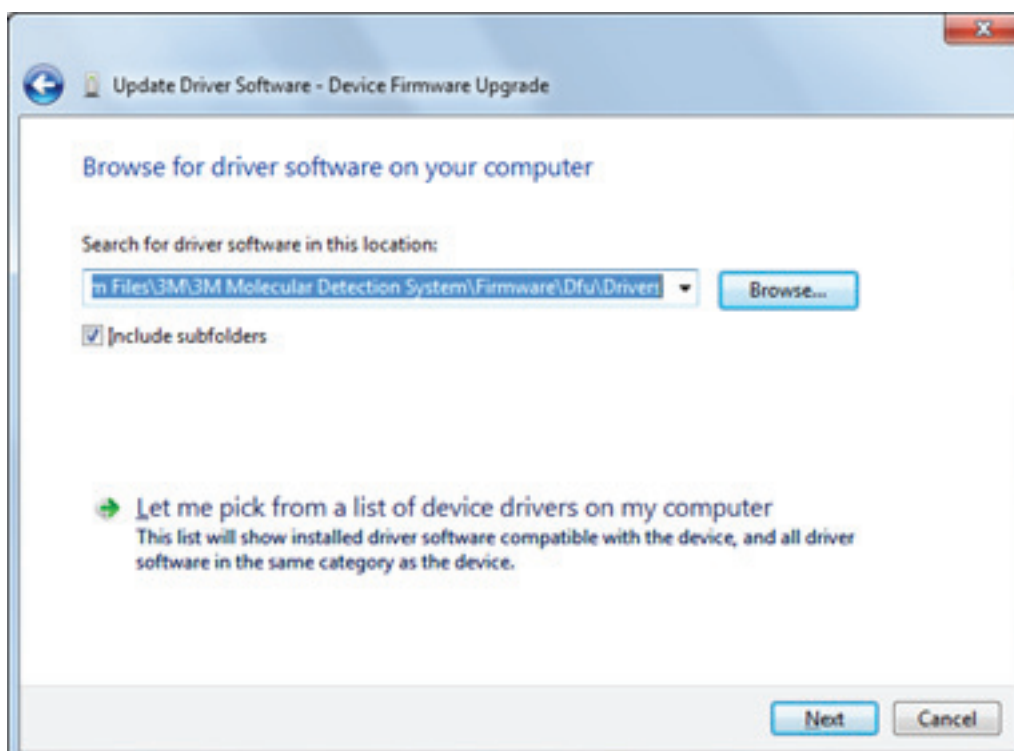 Update Driver Software - Device Firmware Upgrade
Browse for driver software on your computer
Search for driver software in this location:
m Files\3M\3M Molecular Detection System\Firmware\Dfu\Drivers
Browse...
Include subfolders
Let me pick from a list of device drivers on my computer
This list will show installed driver software compatible with the device, and all driver
software in the same category as the device.
Next
Cancel